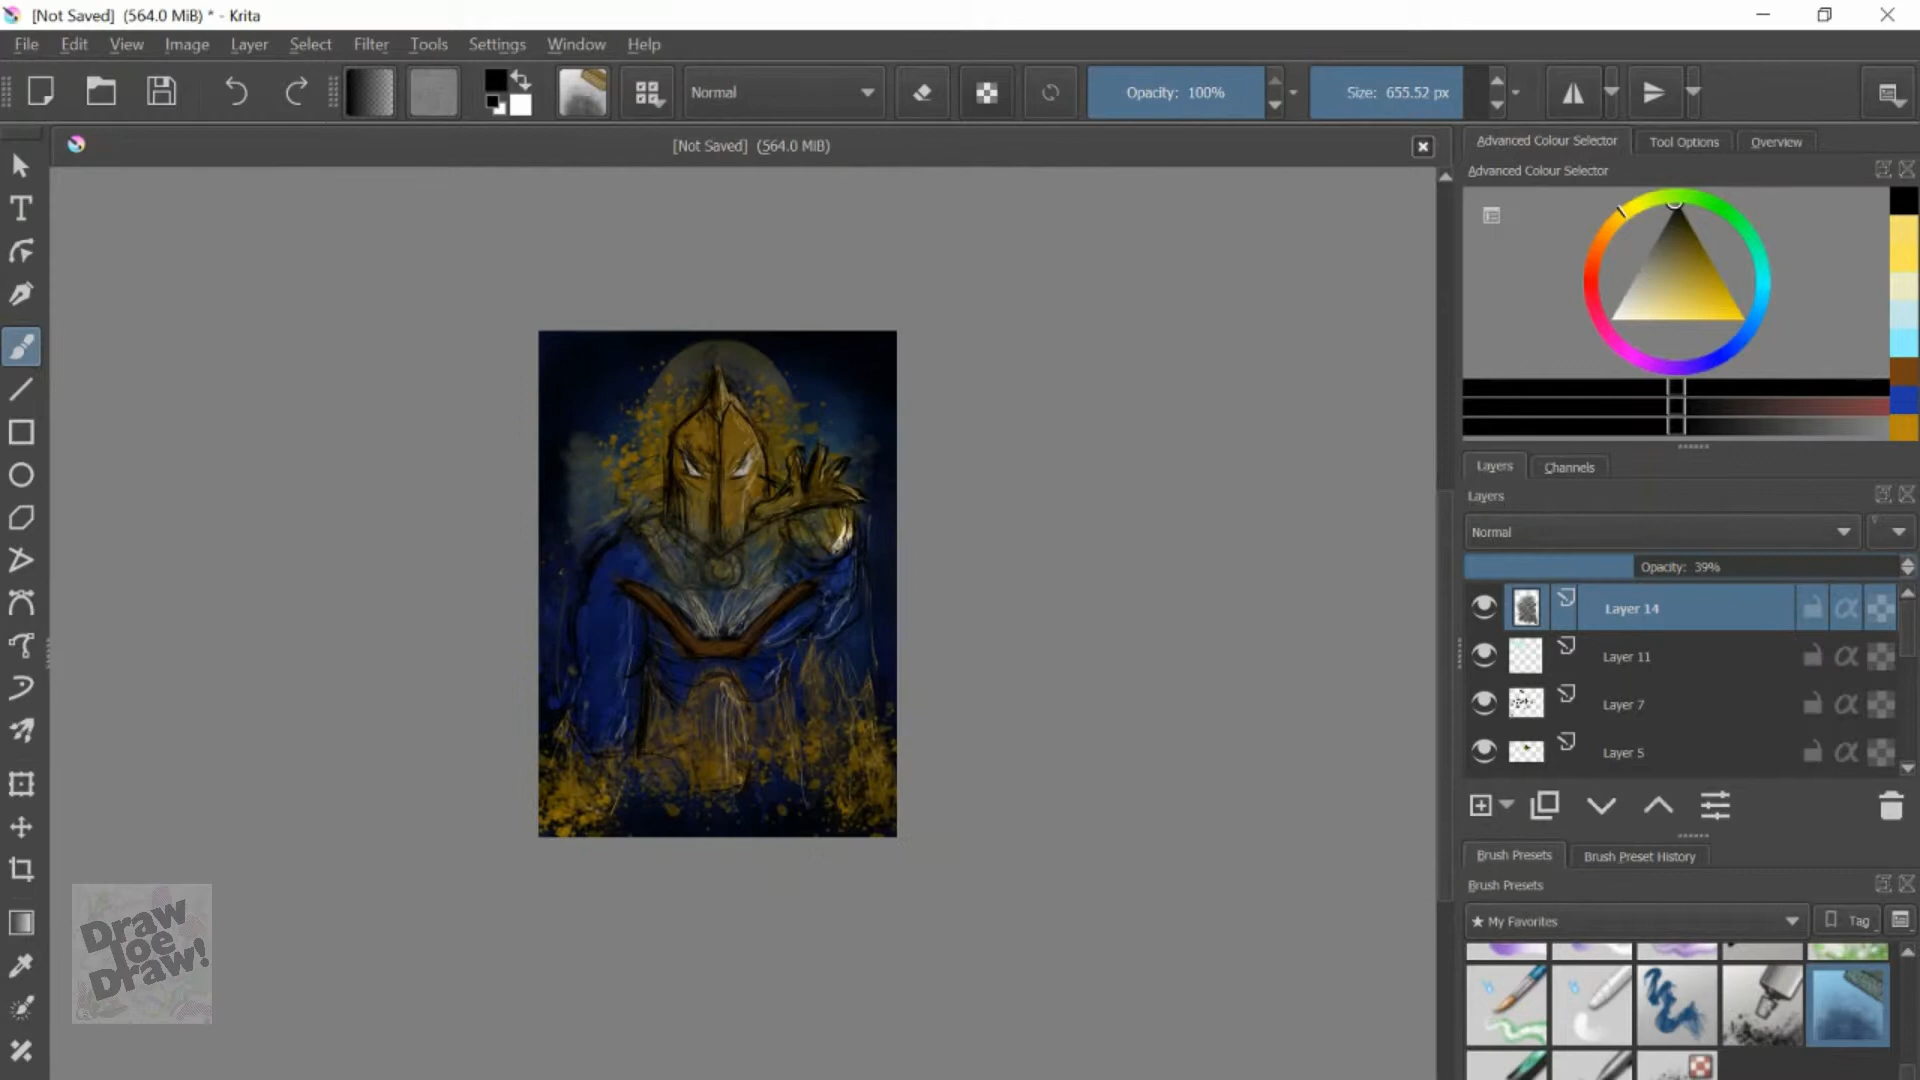 [Not Saved] (564.0 MiB) * - Krita
File Edit View Image Layer Select Filter Tools Settings Window Help
Normal
Opacity: 100%
Size: 655.52 px
[Not Saved] (564.0 MiB)
Advanced Colour Selector Tool Options Overview
Advanced Colour Selector
Layers Channels
Layers
Normal
Opacity: 39%
Layer 14
Layer 11
Layer 7
Layer 5
Brush Presets Brush Preset History
Brush Presets
★ My Favorites
Tag
Draw
Joe
Draw!